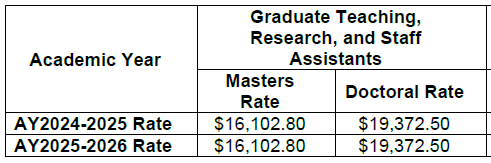 Academic Year
Graduate Teaching,
Research, and Staff
Assistants
Masters
Rate
Doctoral Rate
AY2024-2025 Rate $16,102.80 $19,372.50
AY2025-2026 Rate $16,102.80 $19,372.50